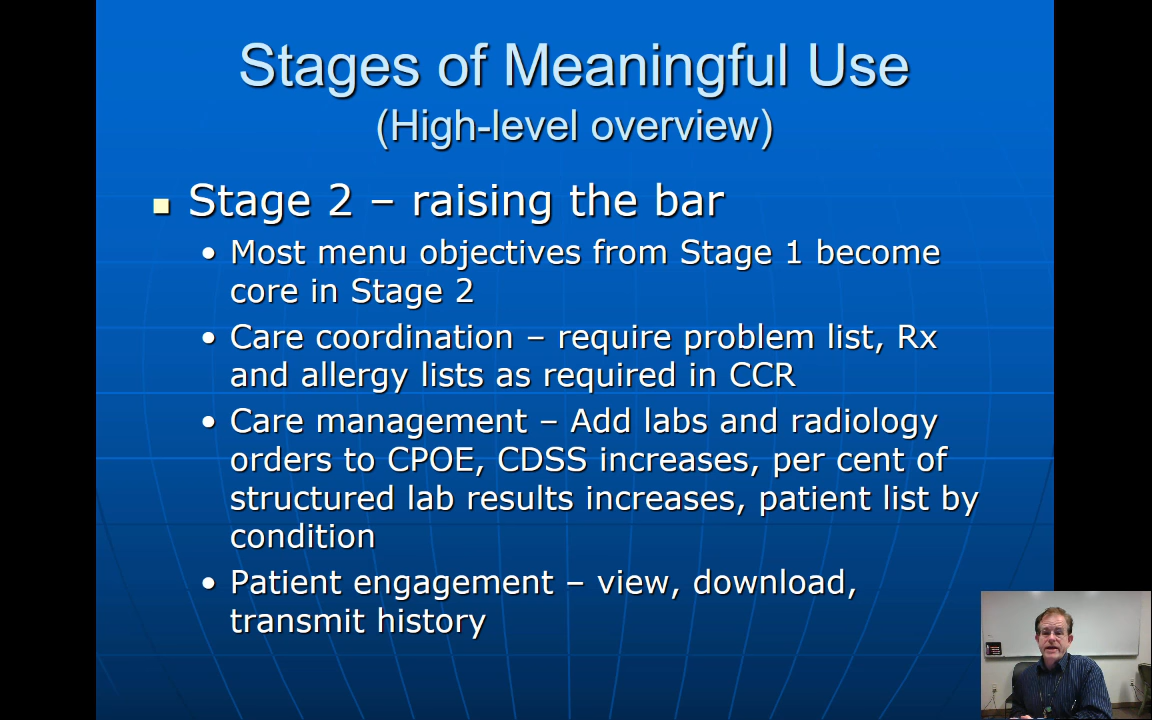 Stages of Meaningful Use
(High-level overview)
Stage 2 – raising the bar
Most menu objectives from Stage 1 become
core in Stage 2
Care coordination – require problem list, Rx
and allergy lists as required in CCR
Care management – Add labs and radiology
orders to CPOE, CDSS increases, per cent of
structured lab results increases, patient list by
condition
Patient engagement – view, download,
transmit history